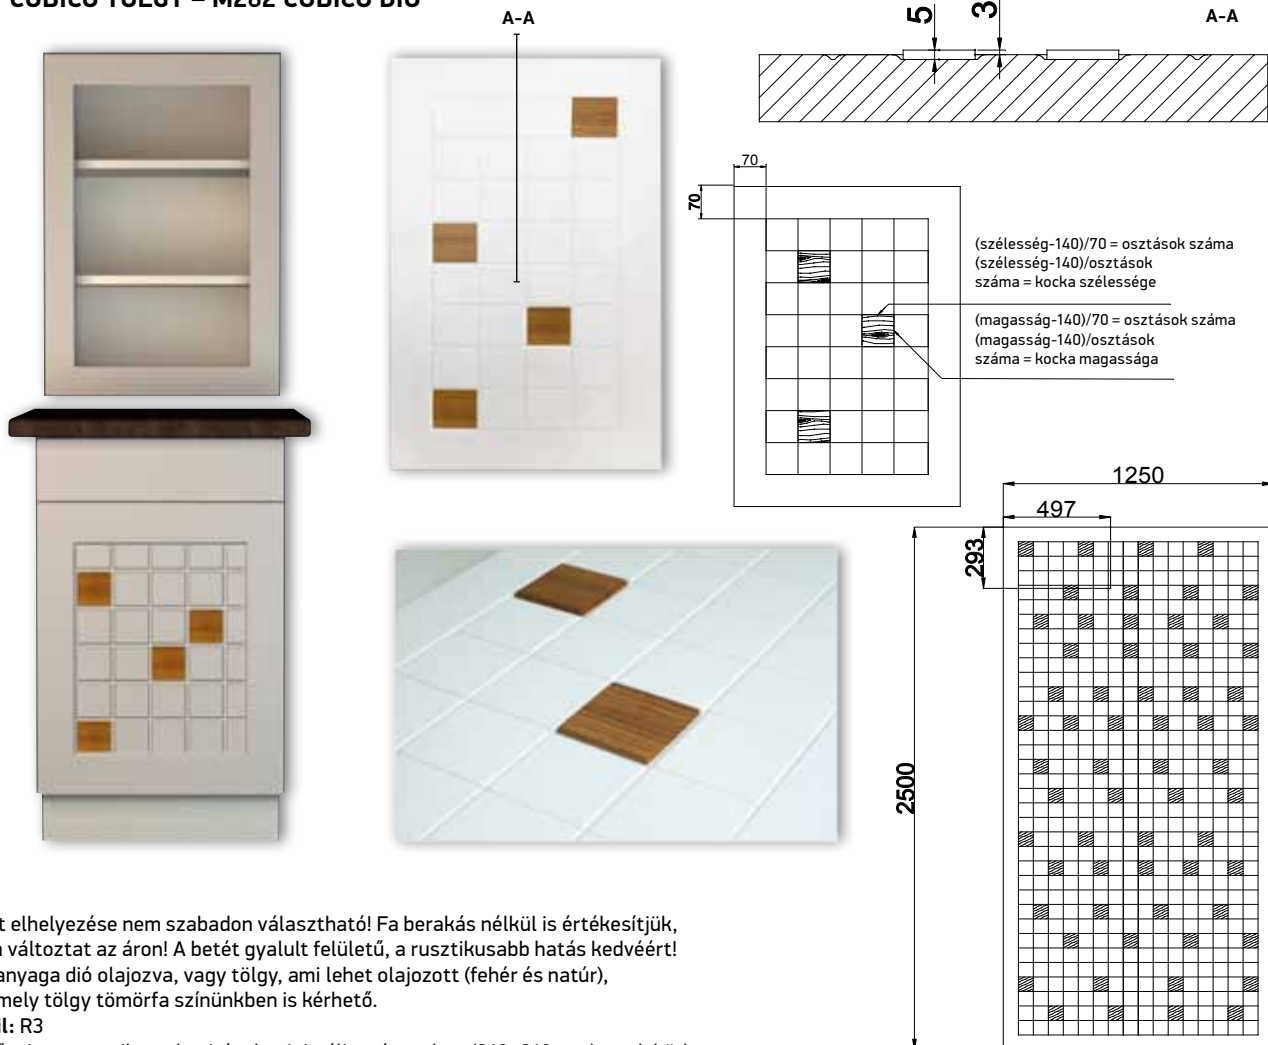 CUBICO TÖLGY – M282 CUBICO DIÓ
A-A
5
3
A-A
70
70
(szélesség-140)/70 = osztások száma
(szélesség-140)/osztások
száma = kocka szélessége
(magasság-140)/70 = osztások száma
(magasság-140)/osztások
száma = kocka magassága
1250
497
293
2500
t elhelyezése nem szabadon választható! Fa berakás nélkül is értékesítjük,
változtat az áron! A betét gyalult felületű, a rusztikusabb hatás kedvéért!
anyaga dió olajozva, vagy tölgy, ami lehet olajozott (fehér és natúr),
mely tölgy tömörfa színünkben is kérhető.
il: R3